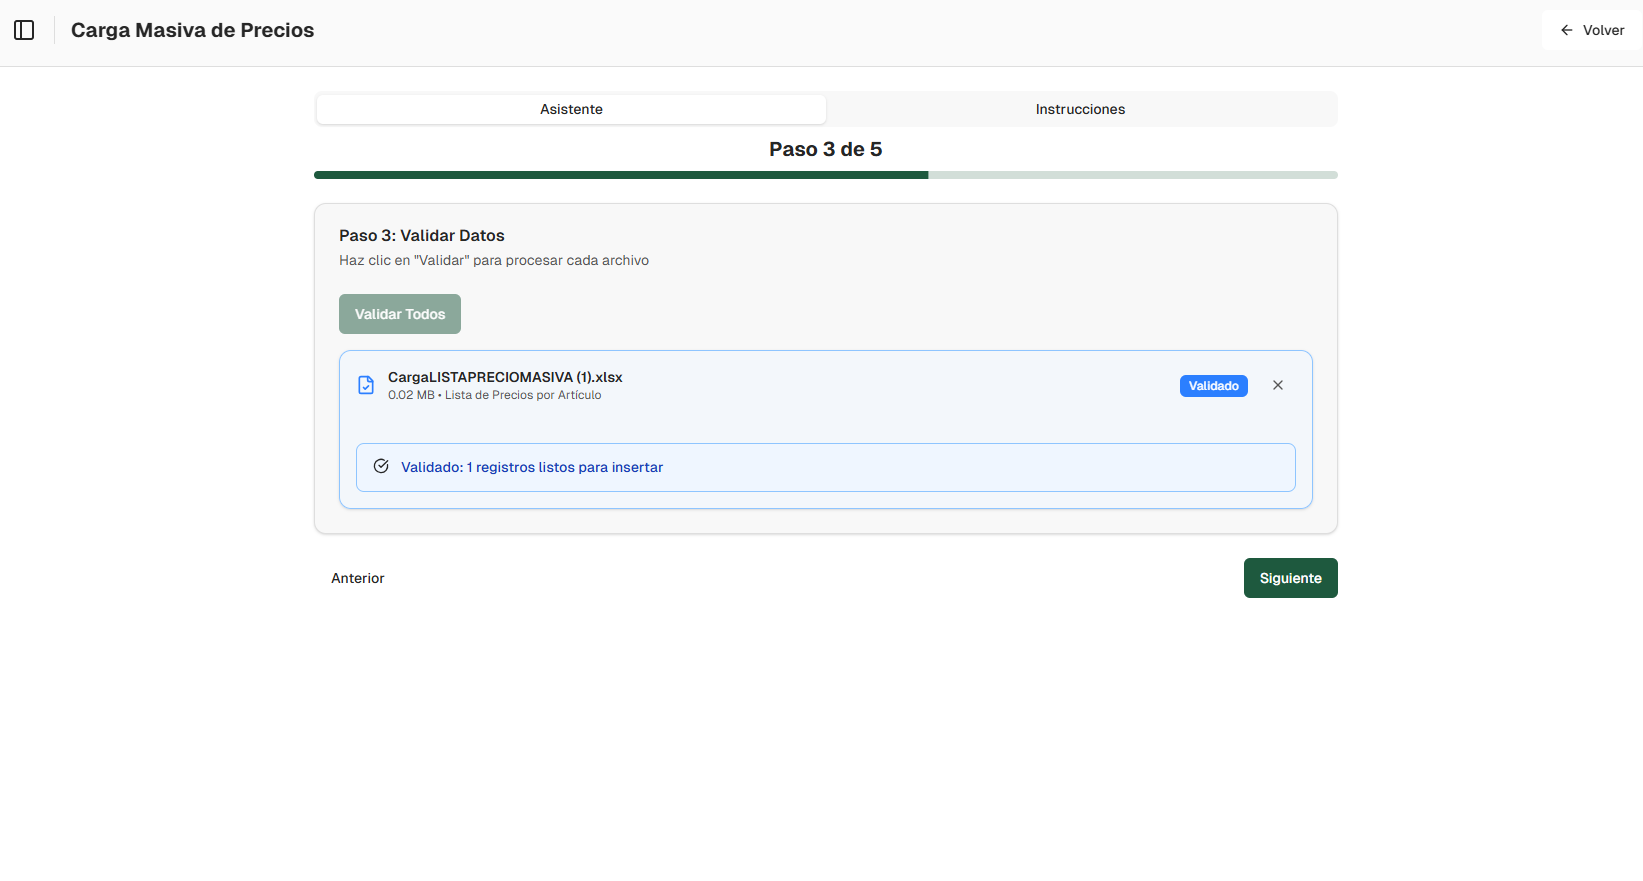 Carga Masiva de Precios
Volver
Asistente
Instrucciones
Paso 3 de 5
Paso 3: Validar Datos
Haz clic en "Validar" para procesar cada archivo
Validar Todos
CargaLISTAPRECIOMASIVA (1).xlsx
0.02 MB • Lista de Precios por Artículo
Validado
Validado: 1 registros listos para insertar
Anterior
Siguiente